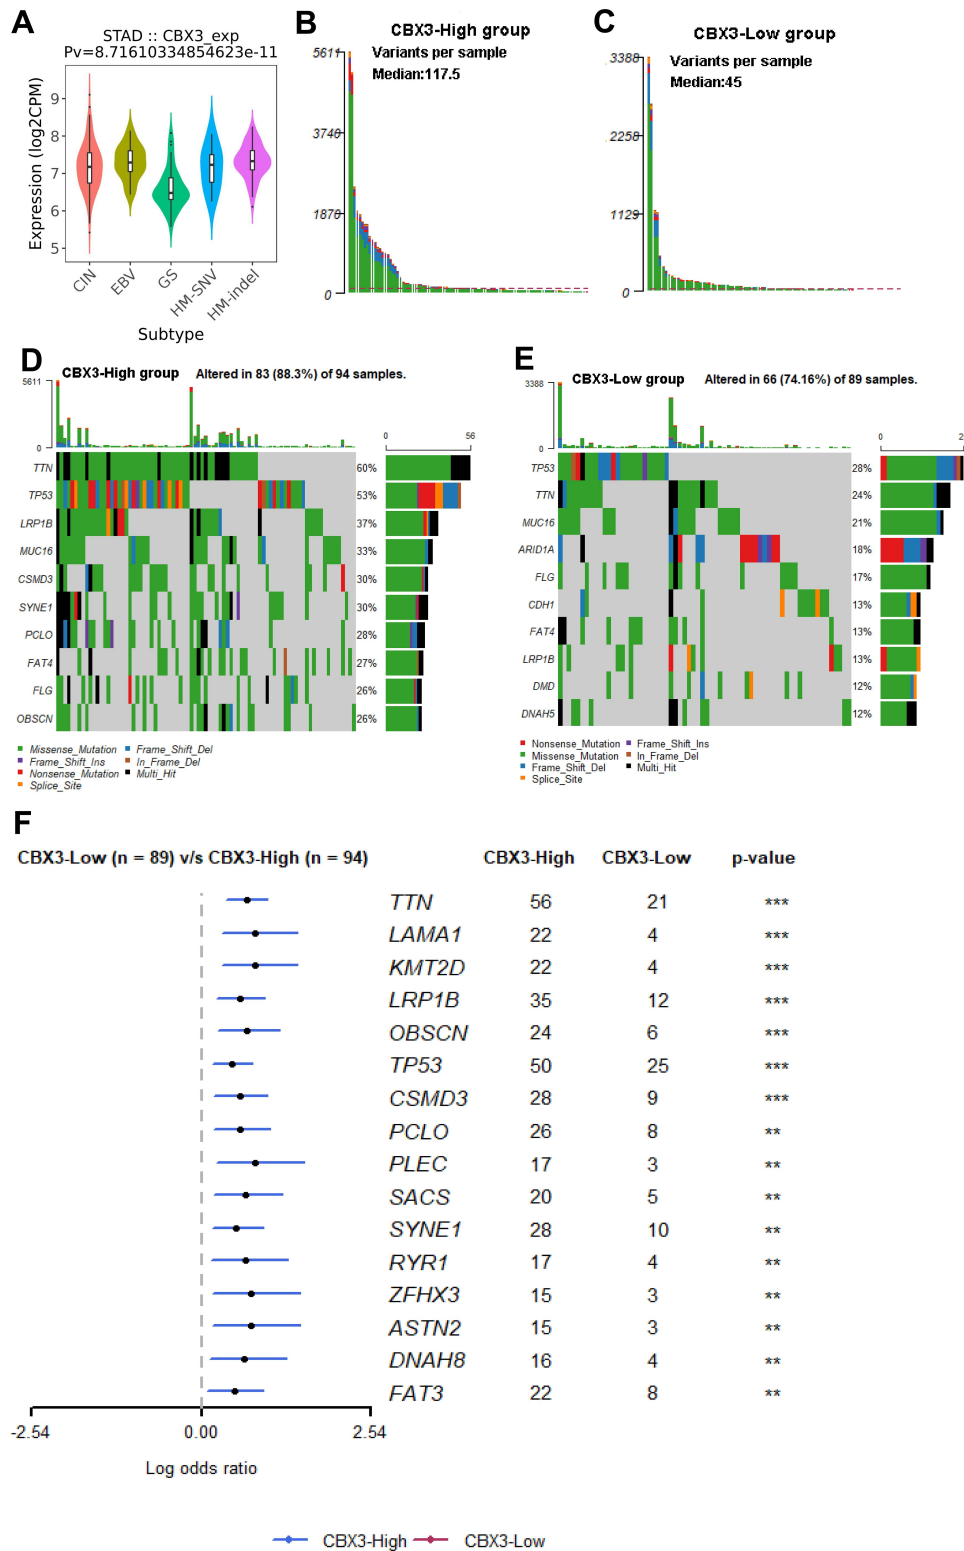 A
STAD :: CBX3_exp
Pv=8.71610334854623e-11
Expression (log2CPM)
9
8
7
6
5
CIN
EBV
GS
HM-SNV
HM-indel
Subtype
B
CBX3-High group
Variants per sample
Median:117.5
5611
3740
1870
0
C
CBX3-Low group
Variants per sample
Median:45
3388
2258
1129
0
D
CBX3-High group
Altered in 83 (88.3%) of 94 samples.
5611
0
0 56
TTN 60%
TP53 53%
LRP1B 37%
MUC16 33%
CSMD3 30%
SYNE1 30%
PCLO 28%
FAT4 27%
FLG 26%
OBSCN 26%
Missense_Mutation Frame_Shift_Del
Frame_Shift_Ins In_Frame_Del
Nonsense_Mutation Multi_Hit
Splice_Site
E
CBX3-Low group
Altered in 66 (74.16%) of 89 samples.
3388
0
0 2
TP53 28%
TTN 24%
MUC16 21%
ARID1A 18%
FLG 17%
CDH1 13%
FAT4 13%
LRP1B 13%
DMD 12%
DNAH5 12%
Nonsense_Mutation Frame_Shift_Ins
Missense_Mutation In_Frame_Del
Frame_Shift_Del Multi_Hit
Splice_Site
F
CBX3-Low (n = 89) v/s CBX3-High (n = 94) CBX3-High CBX3-Low p-value
TTN 56 21 ***
LAMA1 22 4 ***
KMT2D 22 4 ***
LRP1B 35 12 ***
OBSCN 24 6 ***
TP53 50 25 ***
CSMD3 28 9 ***
PCLO 26 8 **
PLEC 17 3 **
SACS 20 5 **
SYNE1 28 10 **
RYR1 17 4 **
ZFHX3 15 3 **
ASTN2 15 3 **
DNAH8 16 4 **
FAT3 22 8 **
-2.54 0.00 2.54
Log odds ratio
CBX3-High CBX3-Low